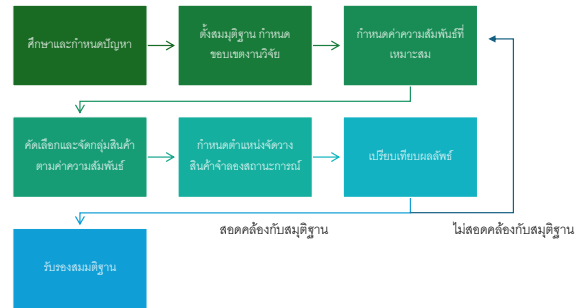 ศึกษาและกำหนดปัญหา
ตั้งสมมุติฐาน กำหนด
ขอบเขตงานวิจัย
กำหนดค่าความสัมพันธ์ที่
เหมาะสม
คัดเลือกและจัดกลุ่มสินค้า
ตามค่าความสัมพันธ์
กำหนดตำแหน่งจัดวาง
สินค้าจำลองสถานะการณ์
เปรียบเทียบผลลัพธ์
สอดคล้องกับสมุติฐาน
ไม่สอดคล้องกับสมุติฐาน
รับรองสมมติฐาน